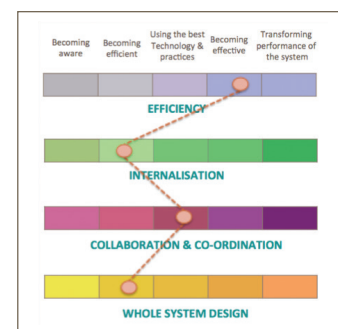 Becoming aware
Becoming efficient
Using the best Technology & practices
Becoming effective
Transforming performance of the system
EFFICIENCY
INTERNALISATION
COLLABORATION & CO-ORDINATION
WHOLE SYSTEM DESIGN